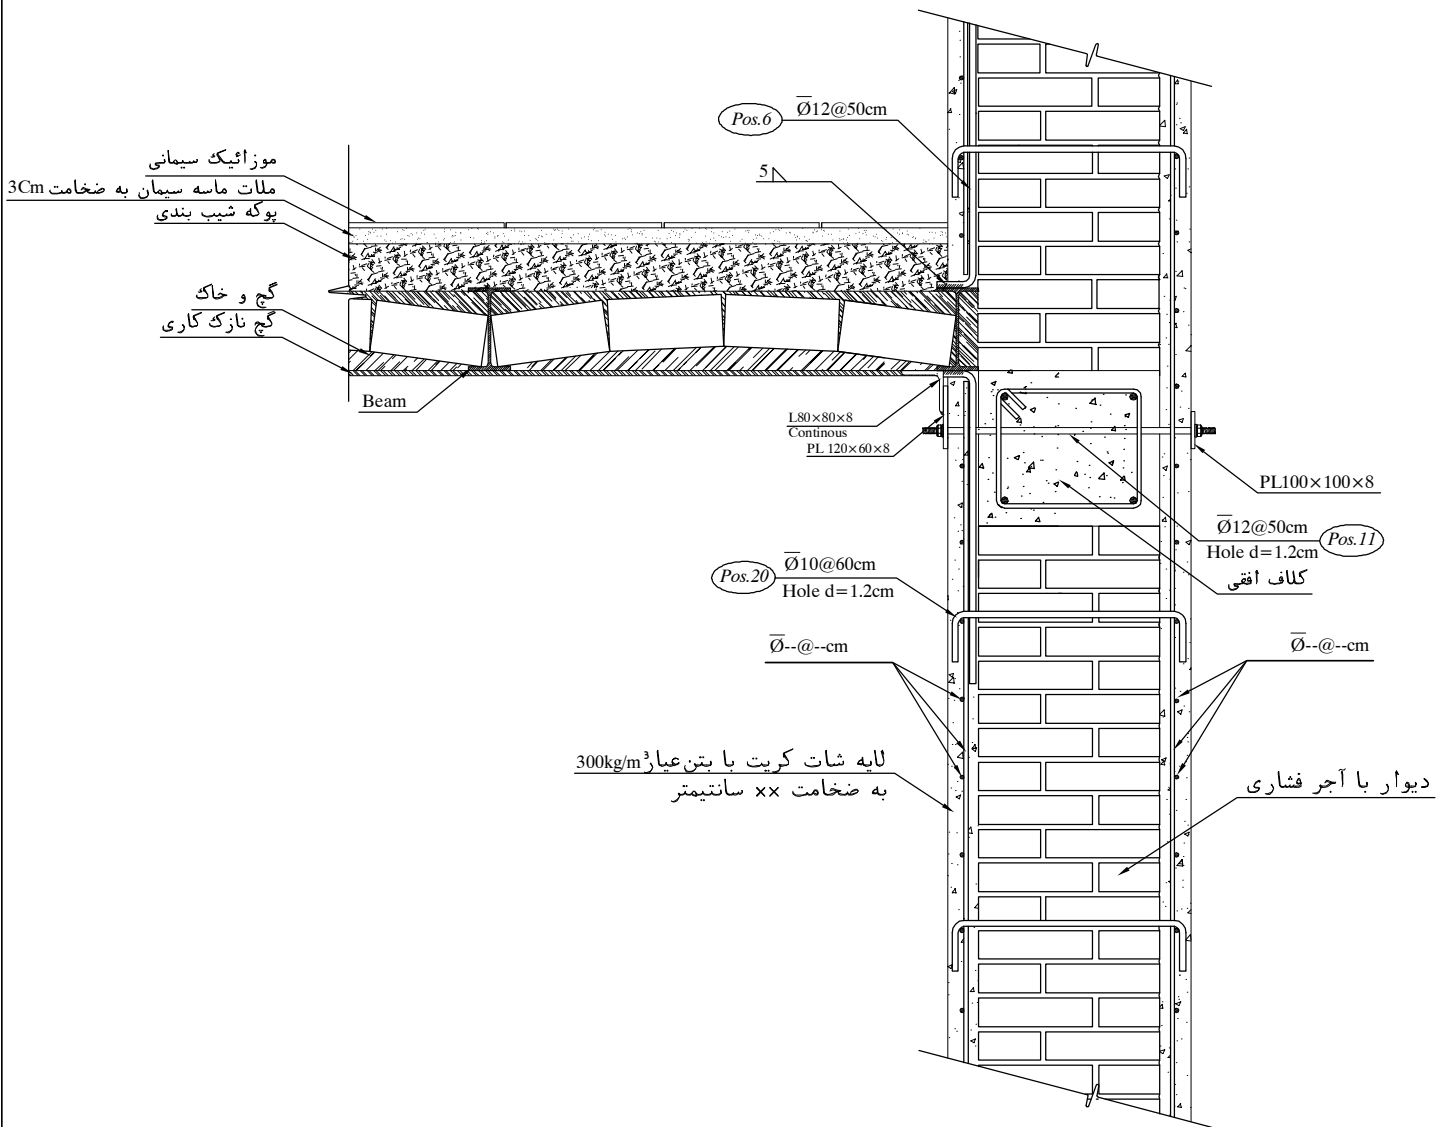 Pos.6
Ø12@50cm
5
موزائیک سیمانی
ملات ماسه سیمان به ضخامت 3Cm
پوکه شیب بندی
گچ و خاک
گچ نازک کاری
Beam
L80×80×8
Continous
PL 120×60×8
PL100×100×8
Ø12@50cm
Hole d=1.2cm
Pos.11
کلاف افقی
Pos.20
Ø10@60cm
Hole d=1.2cm
Ø--@--cm
Ø--@--cm
لایه شات کریت با بتن عیار 300kg/m³
به ضخامت ×× سانتیمتر
دیوار با آجر فشاری